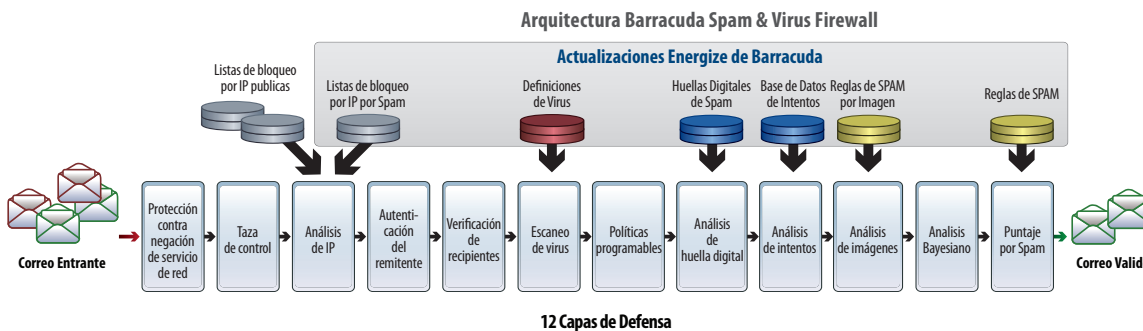 Arquitectura Barracuda Spam & Virus Firewall
Actualizaciones Energize de Barracuda
Listas de bloqueo
por IP publicas
Listas de bloqueo
por IP por Spam
Definiciones
de Virus
Huellas Digitales
de Spam
Base de Datos
de Intentos
Reglas de SPAM
por Imagen
Reglas de SPAM
Correo Entrante
Protección
contra
negación
de servicio
de red
Taza
de control
Análisis
de IP
Autenti-
cación
del
remitente
Verificación
de
recipientes
Escaneo
de virus
Políticas
programables
Análisis
de
huella digital
Análisis
de intentos
Análisis
de imágenes
Analisis
Bayesiano
Puntaje
por Spam
Correo Valid
12 Capas de Defensa